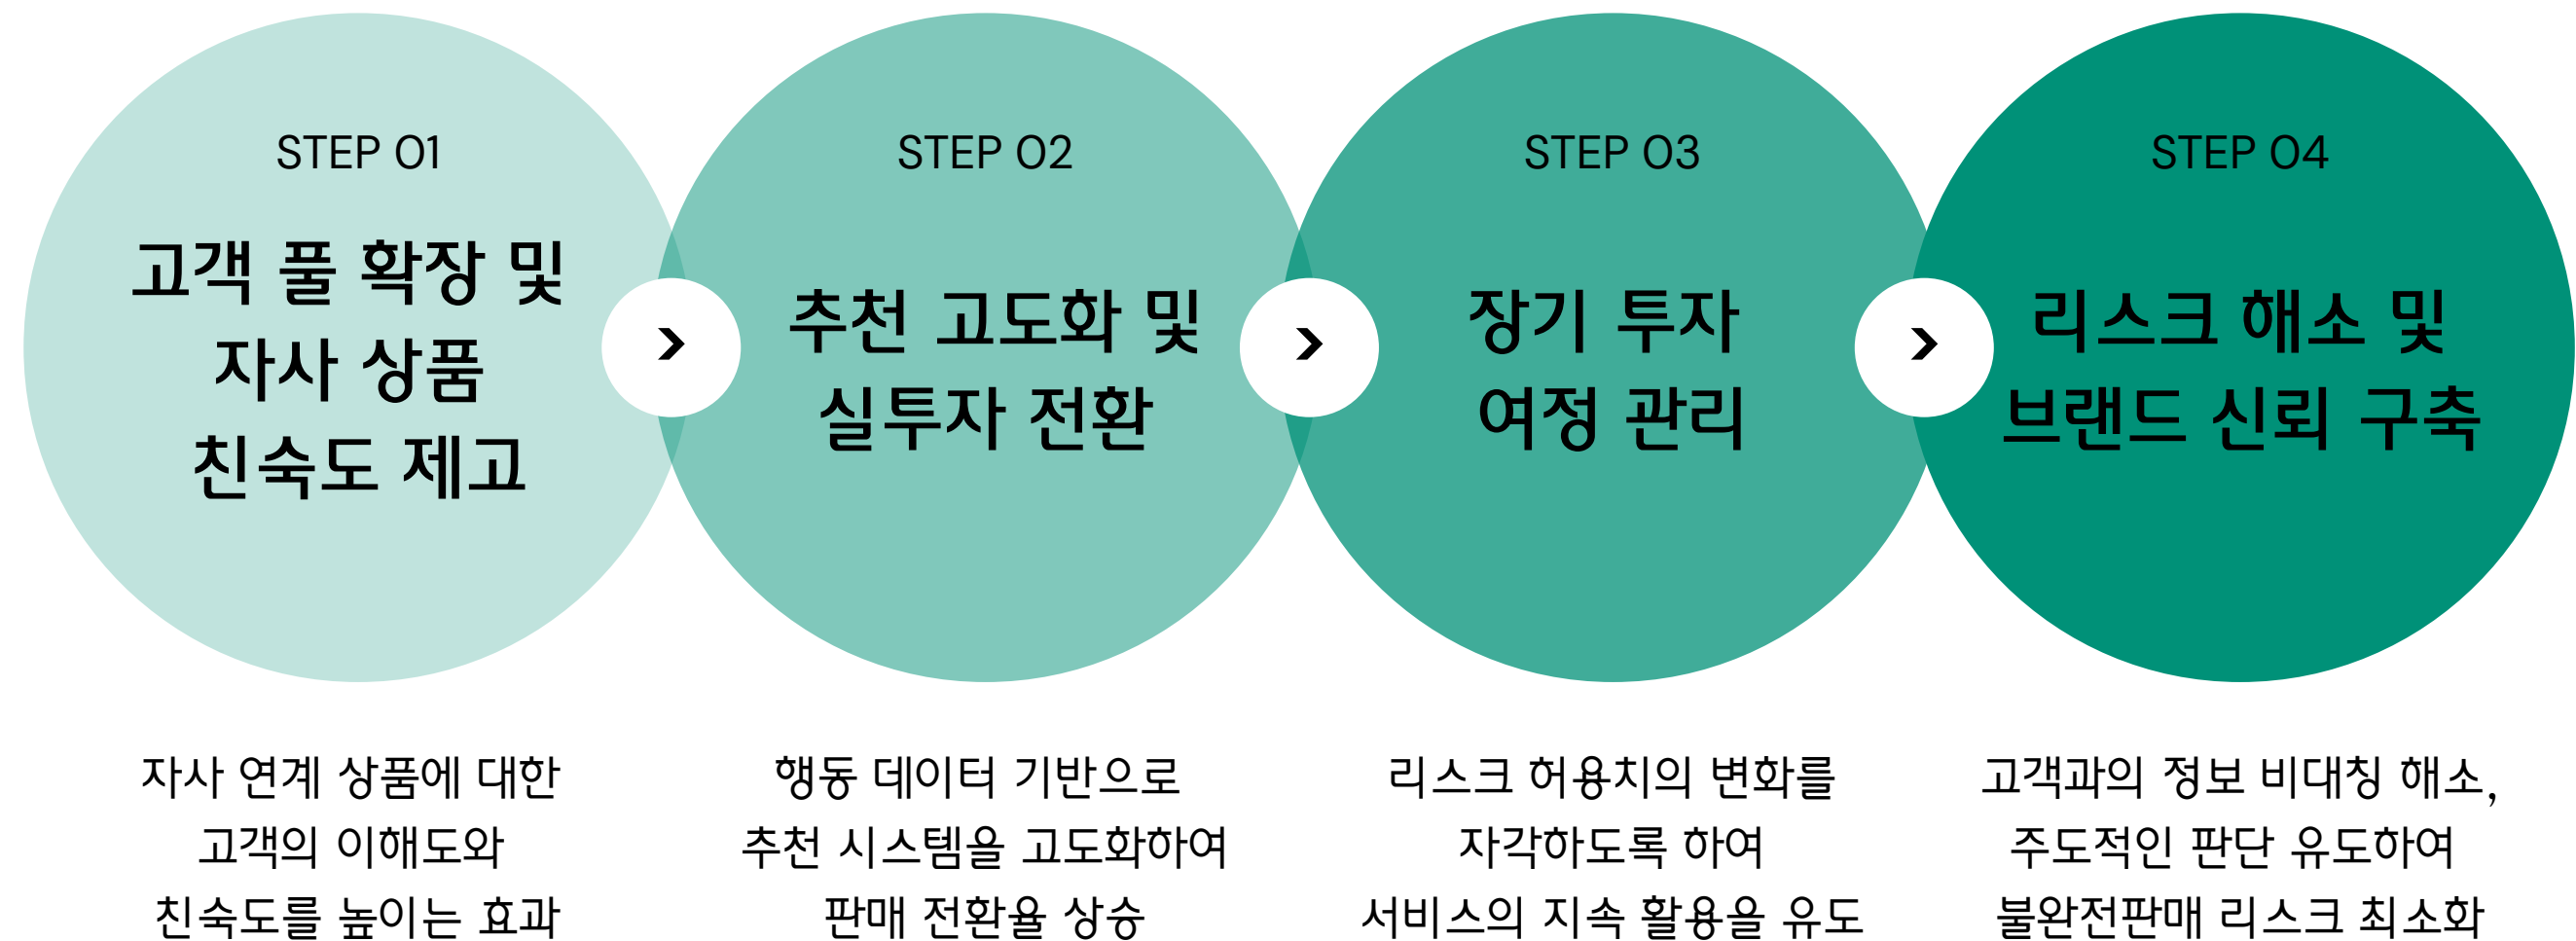 STEP 01
고객 풀 확장 및
자사 상품
친숙도 제고
자사 연계 상품에 대한
고객의 이해도와
친숙도를 높이는 효과
STEP 02
추천 고도화 및
실투자 전환
행동 데이터 기반으로
추천 시스템을 고도화하여
판매 전환율 상승
STEP 03
장기 투자
여정 관리
리스크 허용치의 변화를
자각하도록 하여
서비스의 지속 활용을 유도
STEP 04
리스크 해소 및
브랜드 신뢰 구축
고객과의 정보 비대칭 해소,
주도적인 판단 유도하여
불완전판매 리스크 최소화